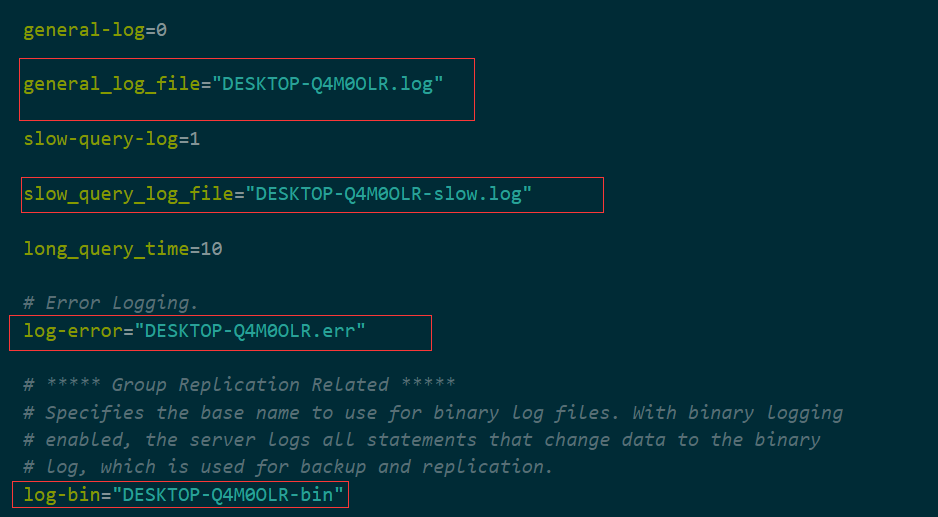 general-log=0
general_log_file="DESKTOP-Q4M0OLR.log"
slow-query-log=1
slow_query_log_file="DESKTOP-Q4M0OLR-slow.log"
long_query_time=10
# Error Logging.
log-error="DESKTOP-Q4M0OLR.err"
# ***** Group Replication Related *****
# Specifies the base name to use for binary log files. With binary logging
# enabled, the server logs all statements that change data to the binary
# log, which is used for backup and replication.
log-bin="DESKTOP-Q4M0OLR-bin"